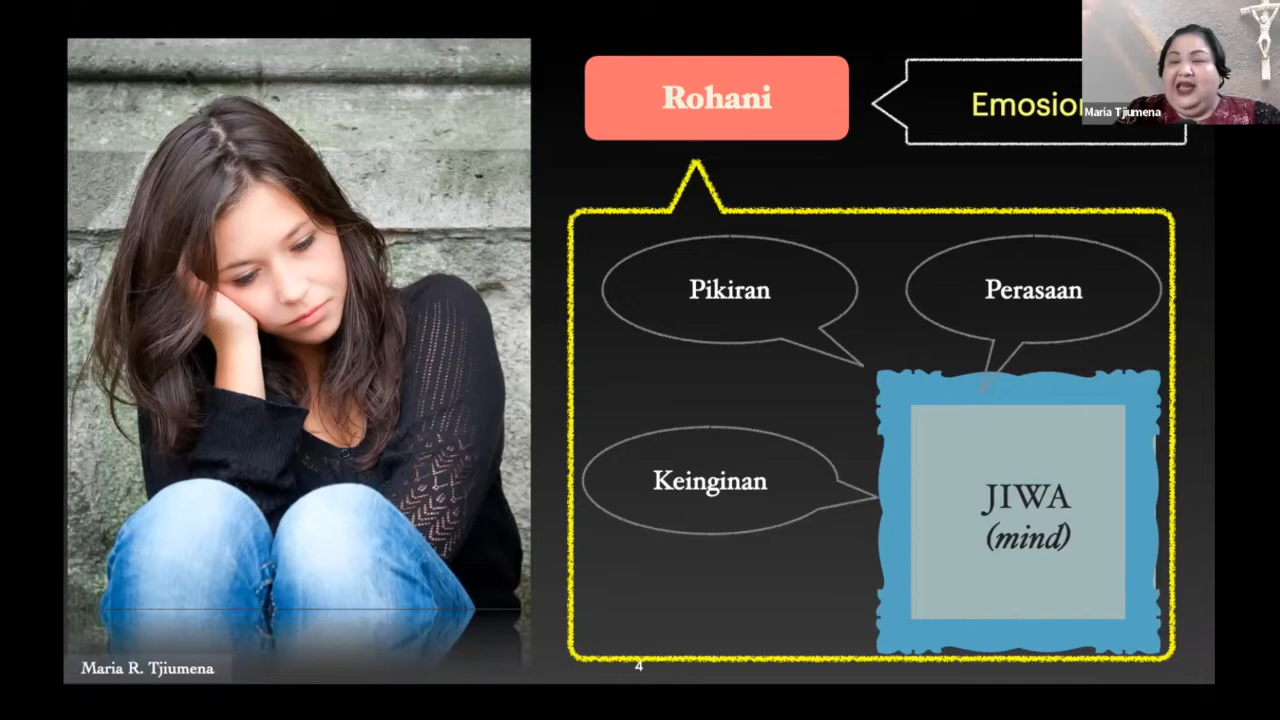 Rohani
Emosion
Maria Tjiumena
Pikiran
Perasaan
Keinginan
JIWA
(mind)
Maria R. Tjiumena
4